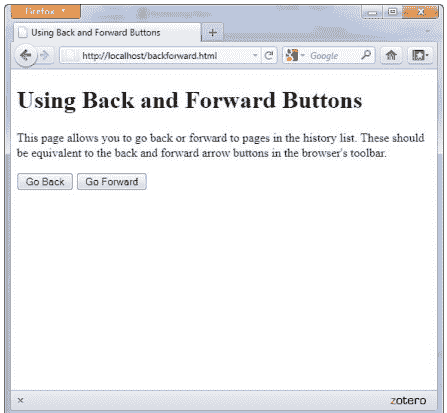 Firefox
Using Back and Forward Buttons
http://localhost/backforward.html
Google
Using Back and Forward Buttons
This page allows you to go back or forward to pages in the history list. These should
be equivalent to the back and forward arrow buttons in the browser's toolbar.
Go Back Go Forward
zotero